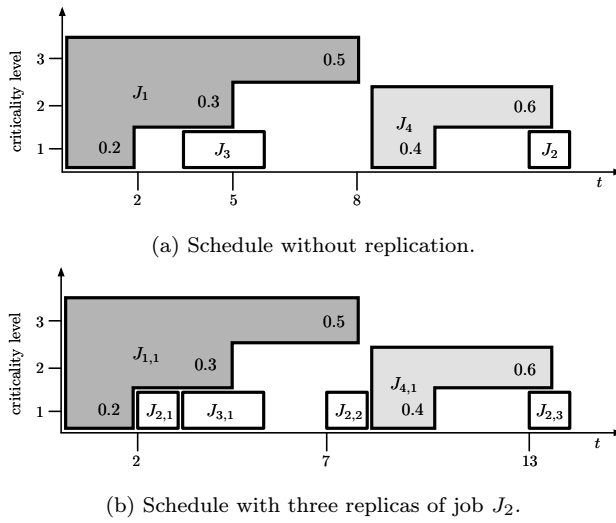 criticality level
3
2
1
J1
0.5
0.3
0.2
J3
J4
0.6
0.4
J2
t
2
5
8
(a) Schedule without replication.
criticality level
3
2
1
J1,1
0.5
0.3
0.2
J2,1
J3,1
J2,2
J4,1
0.6
0.4
J2,3
t
2
7
13
(b) Schedule with three replicas of job J2.